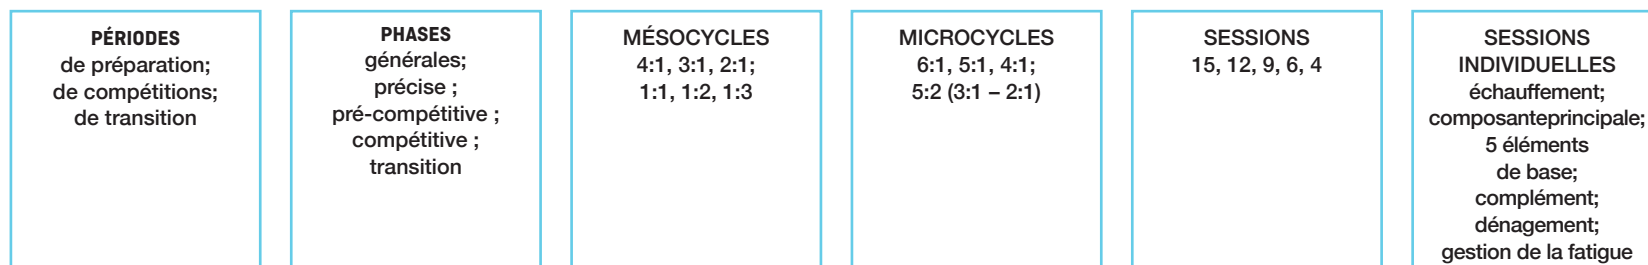 PÉRIODES
de préparation;
de compétitions;
de transition
PHASES
générales;
précise ;
pré-compétitive ;
compétitive ;
transition
MÉSOCYCLES
4:1, 3:1, 2:1;
1:1, 1:2, 1:3
MICROCYCLES
6:1, 5:1, 4:1;
5:2 (3:1 – 2:1)
SESSIONS
15, 12, 9, 6, 4
SESSIONS
INDIVIDUELLES
échauffement;
composanteprincipale;
5 éléments
de base;
complément;
dénagement;
gestion de la fatigue